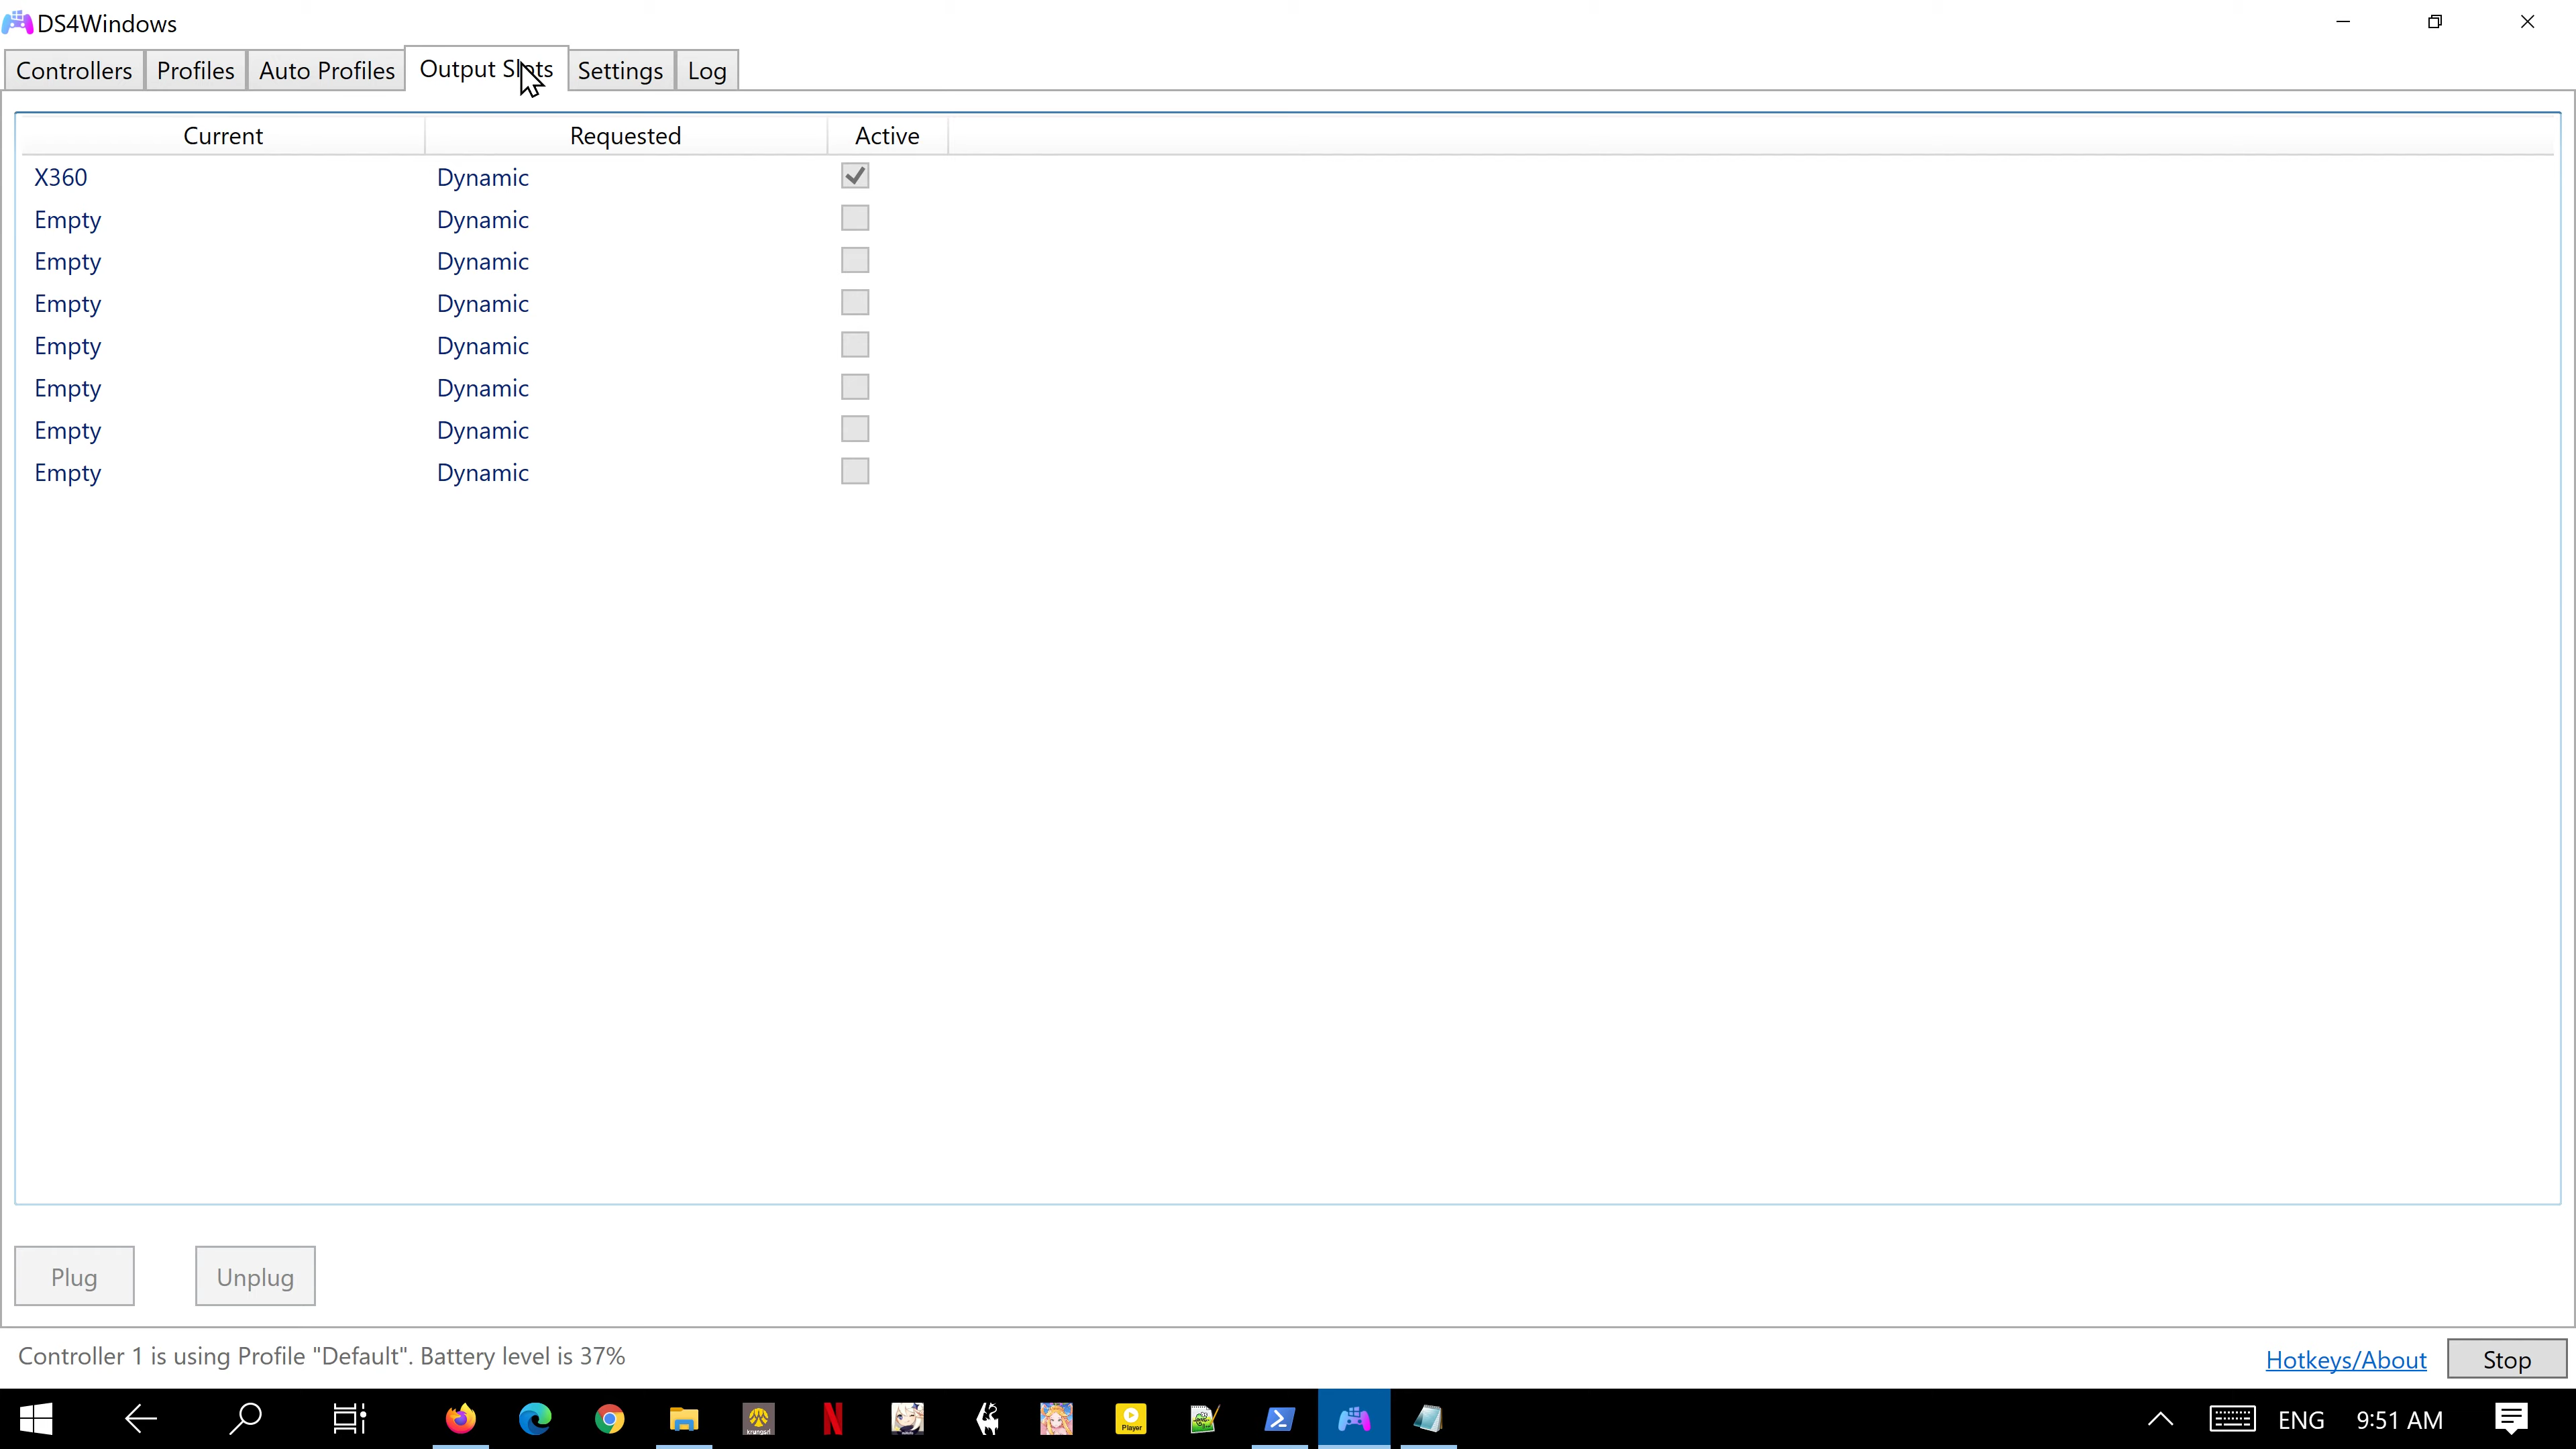 DS4Windows
Controllers Profiles Auto Profiles Output Slots Settings Log
Current Requested Active
X360 Dynamic
Empty Dynamic
Empty Dynamic
Empty Dynamic
Empty Dynamic
Empty Dynamic
Empty Dynamic
Empty Dynamic
Plug Unplug
Controller 1 is using Profile "Default". Battery level is 37% Hotkeys/About Stop
krungsri N Player ENG 9:51 AM